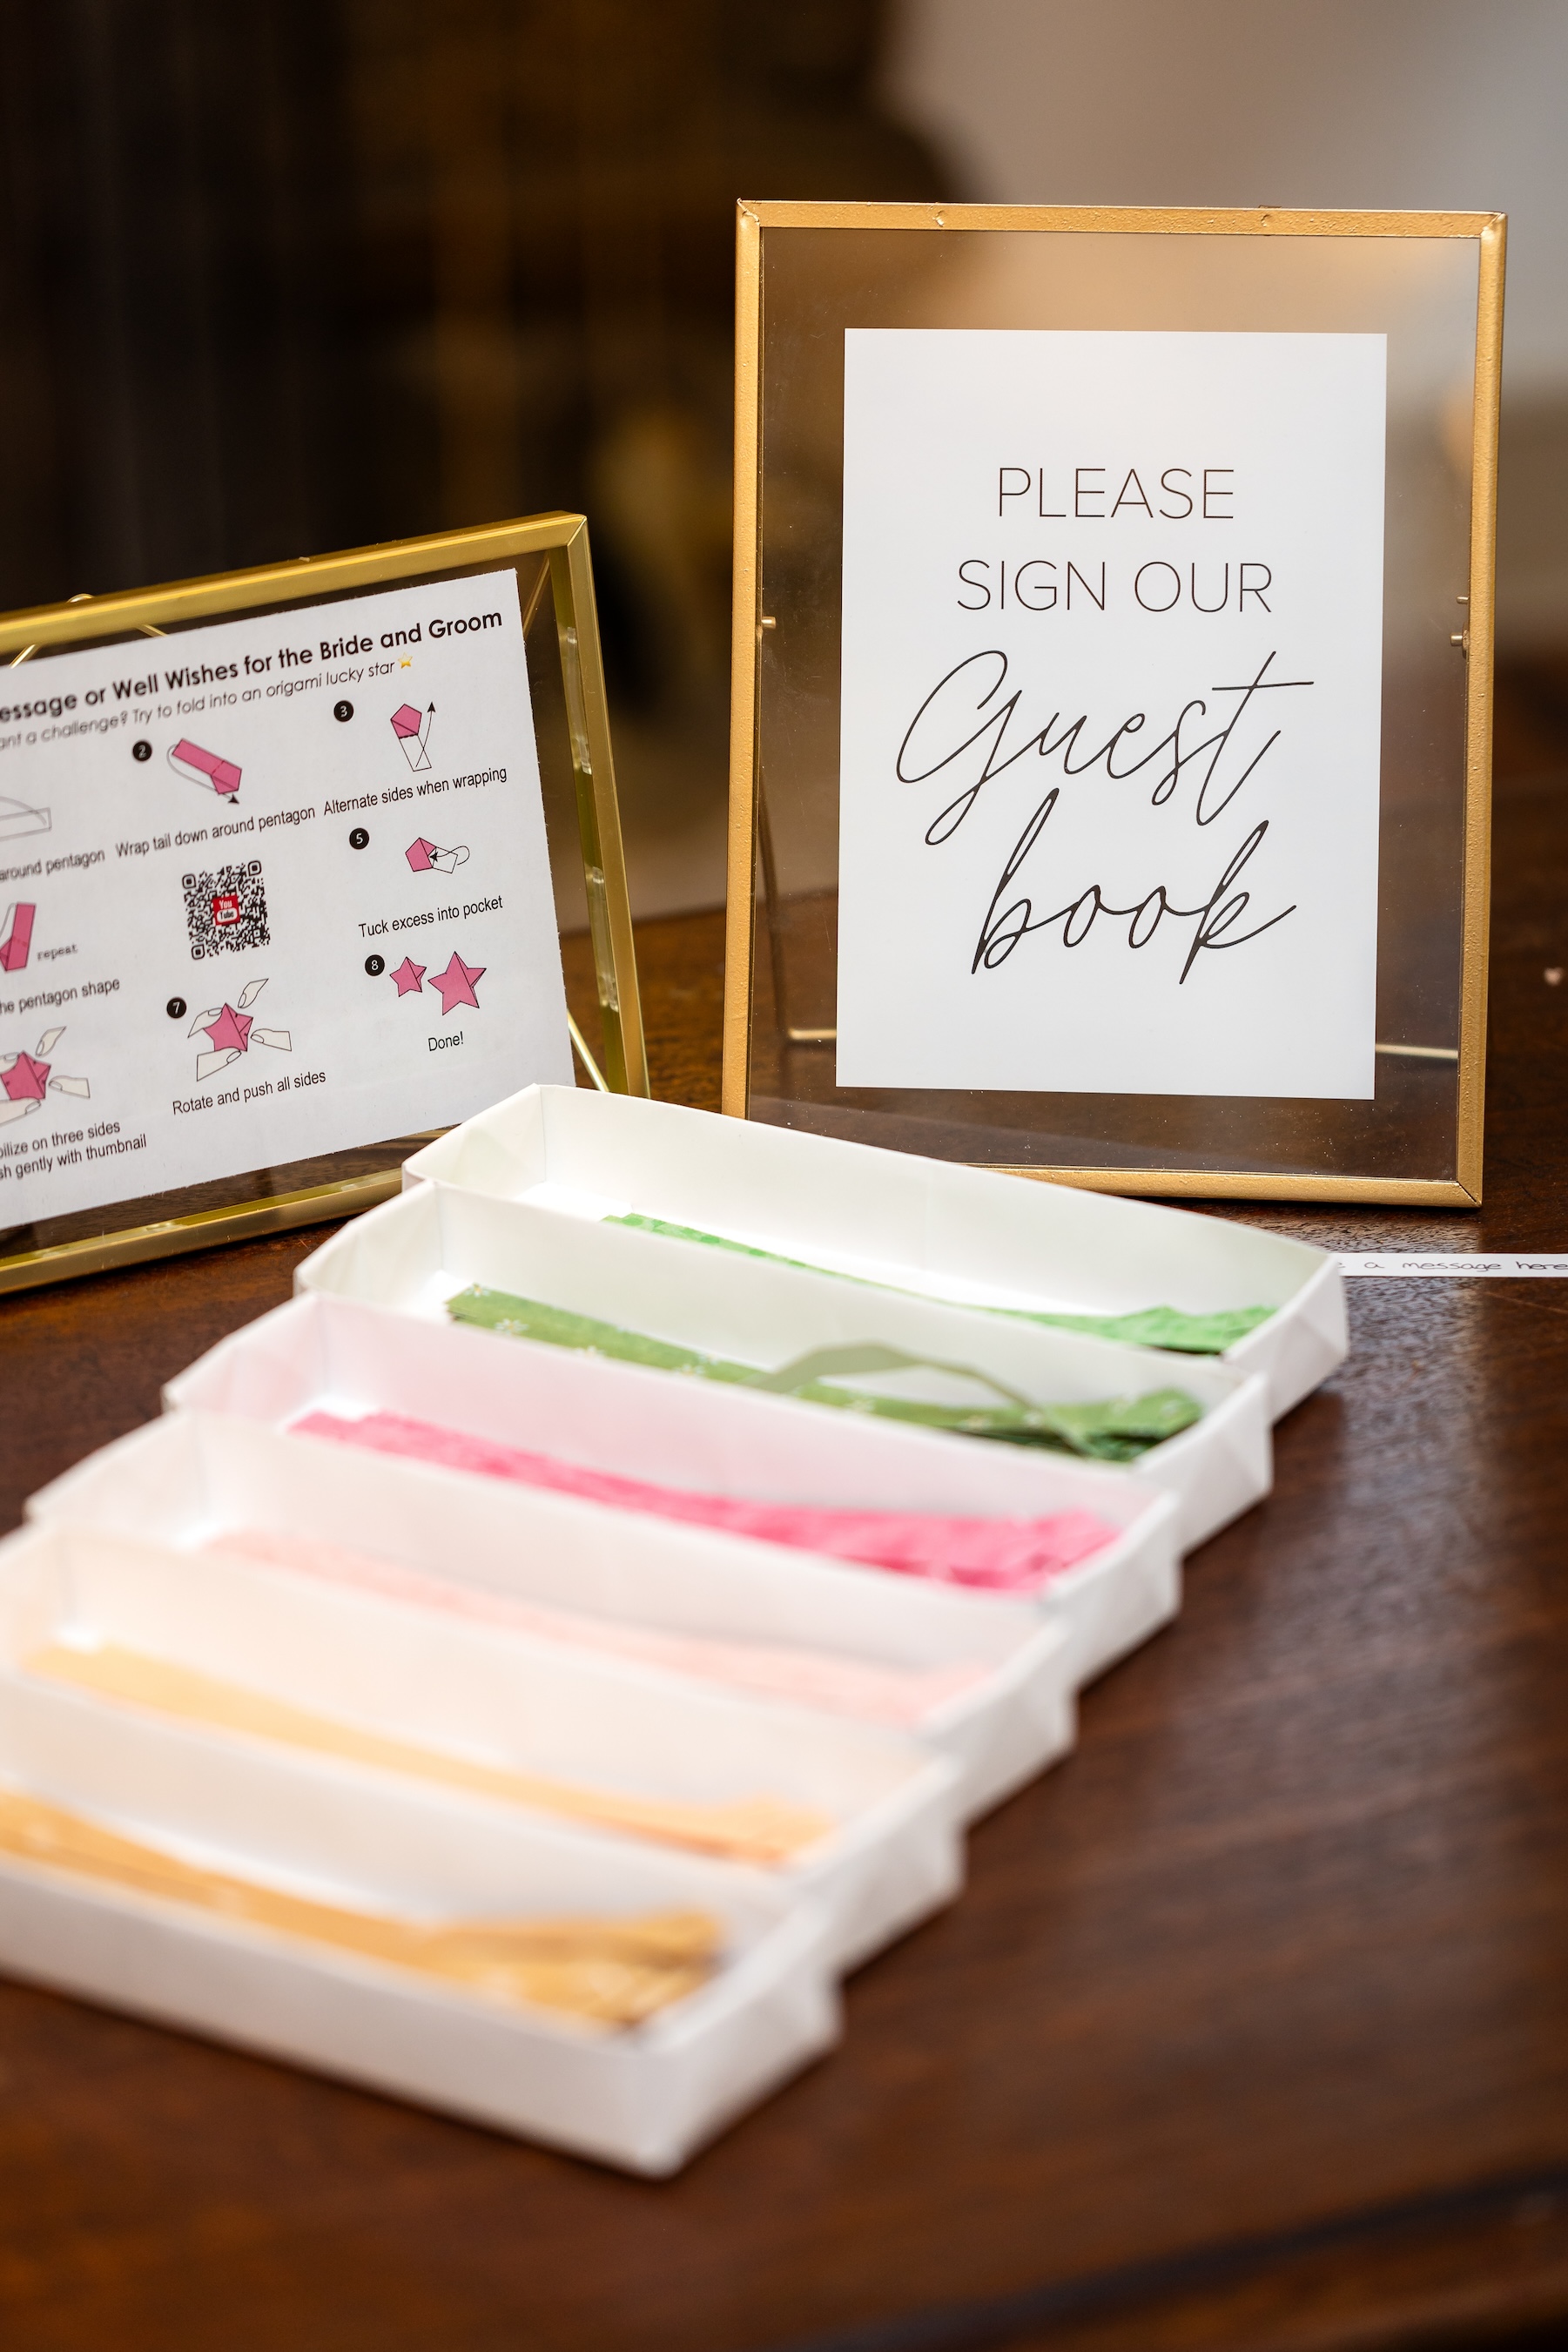 essage or Well Wishes for the Bride and Groom
ant a challenge? Try to fold into an origami lucky star ⭐
2
3
around pentagon
Wrap tail down around pentagon
Alternate sides when wrapping
repeat
You
Tube
5
he pentagon shape
Tuck excess into pocket
7
8
bilize on three sides
sh gently with thumbnail
Rotate and push all sides
Done!
PLEASE
SIGN OUR
Guest
book
a message here